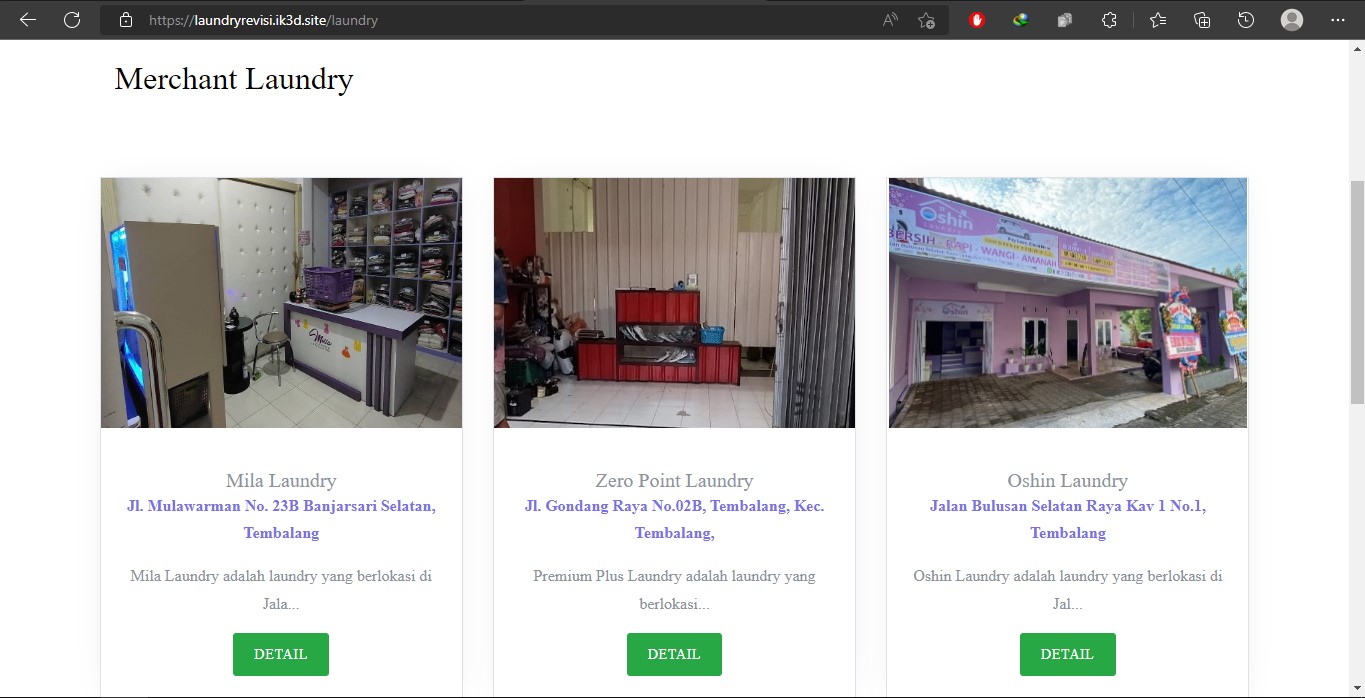 https://laundryrevisi.ik3d.site/laundry
Merchant Laundry
Mila
Oshin
BERSIH - RAPI - WANGI - AMANAH
Oshin
Mila Laundry
Jl. Mulawarman No. 23B Banjarsari Selatan,
Tembalang
Mila Laundry adalah laundry yang berlokasi di
Jala...
DETAIL
Zero Point Laundry
Jl. Gondang Raya No.02B, Tembalang, Kec.
Tembalang,
Premium Plus Laundry adalah laundry yang
berlokasi...
DETAIL
Oshin Laundry
Jalan Bulusan Selatan Raya Kav 1 No.1,
Tembalang
Oshin Laundry adalah laundry yang berlokasi di
Jal...
DETAIL